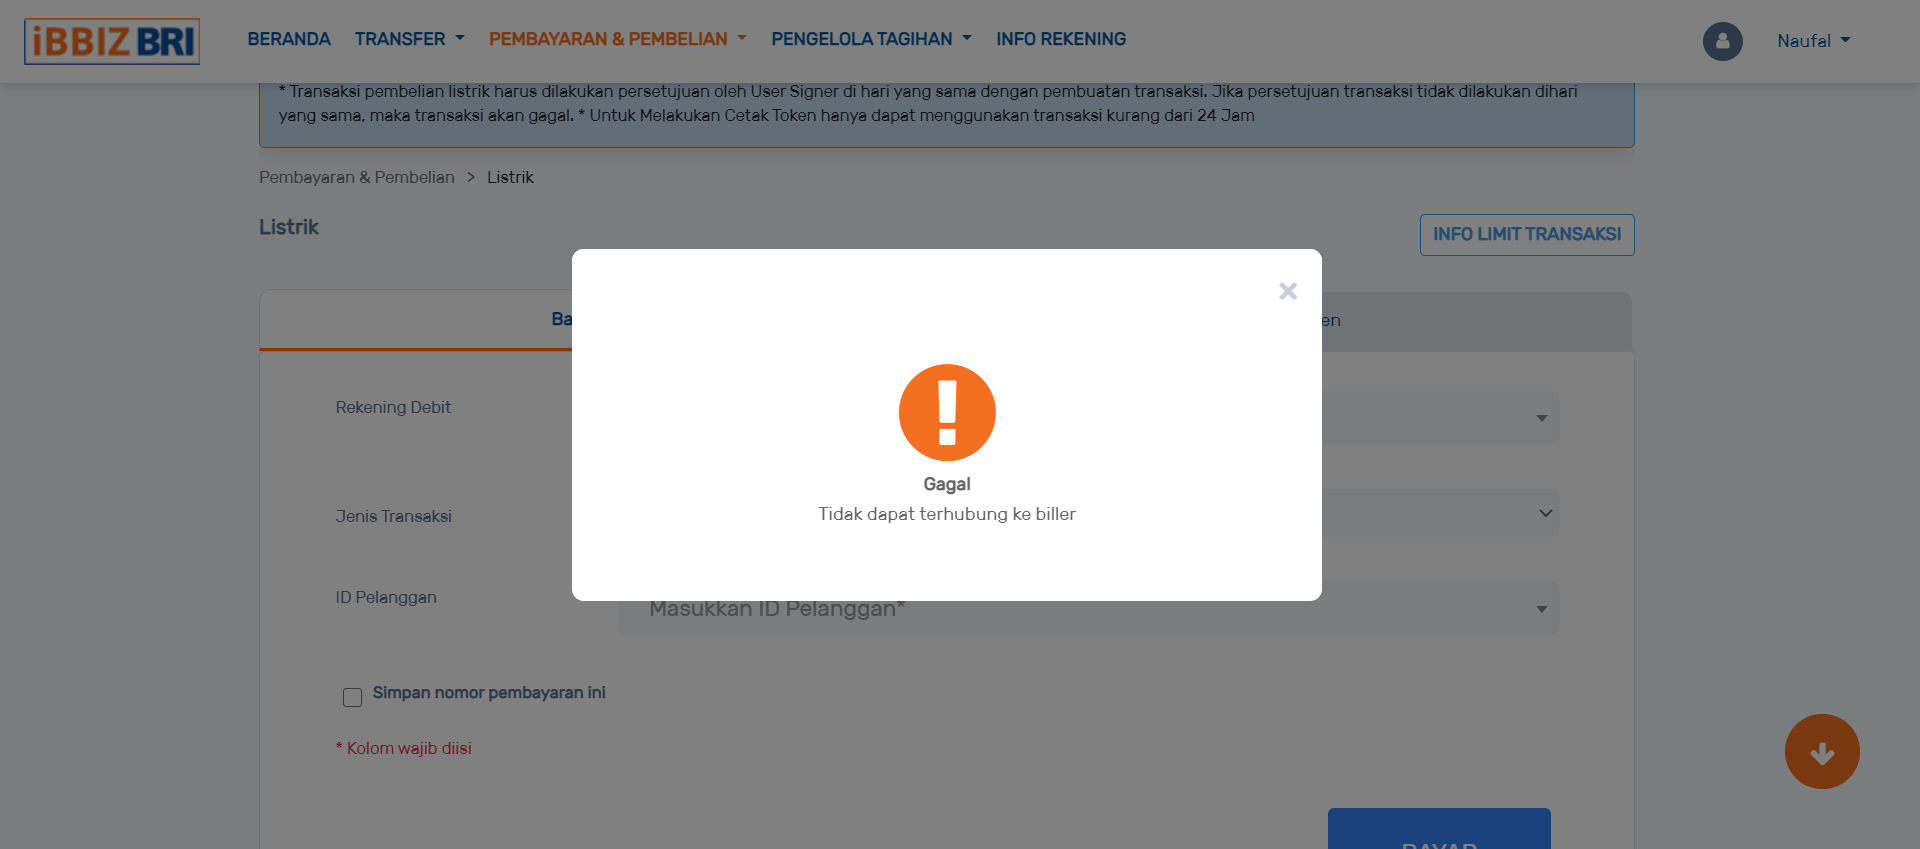 iBBIZ BRI
BERANDA TRANSFER PEMBAYARAN & PEMBELIAN PENGELOLA TAGIHAN INFO REKENING Naufal
* Transaksi pembelian listrik harus dilakukan persetujuan oleh User Signer di hari yang sama dengan pembuatan transaksi. Jika persetujuan transaksi tidak dilakukan dihari
yang sama, maka transaksi akan gagal. * Untuk Melakukan Cetak Token hanya dapat menggunakan transaksi kurang dari 24 Jam
Pembayaran & Pembelian > Listrik
Listrik
INFO LIMIT TRANSAKSI
Gagal
Tidak dapat terhubung ke biller
Rekening Debit
Jenis Transaksi
ID Pelanggan
Masukkan ID Pelanggan*
Simpan nomor pembayaran ini
* Kolom wajib diisi